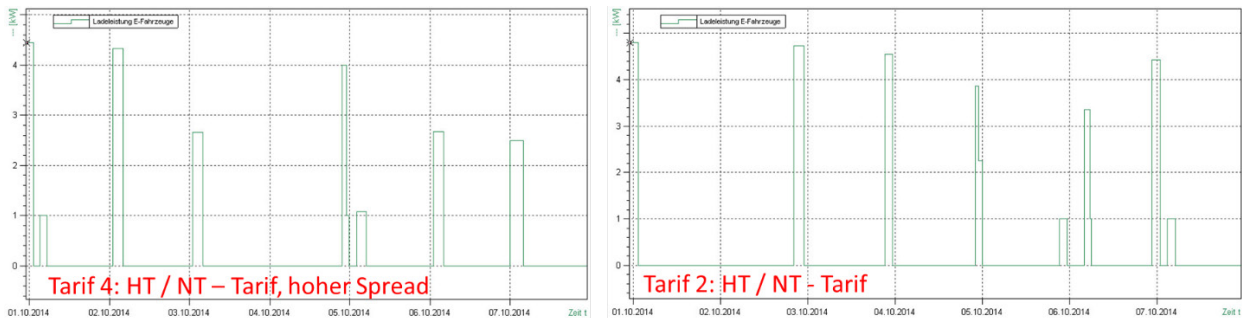 --- [kW]
Ladeleistung E-Fahrzeuge
4
3
2
1
0
Tarif 4: HT / NT – Tarif, hoher Spread
01.10.2014 02.10.2014 03.10.2014 04.10.2014 05.10.2014 06.10.2014 07.10.2014 Zeit t
--- [kW]
Ladeleistung E-Fahrzeuge
4
3
2
1
0
Tarif 2: HT / NT - Tarif
01.10.2014 02.10.2014 03.10.2014 04.10.2014 05.10.2014 06.10.2014 07.10.2014 Zeit t